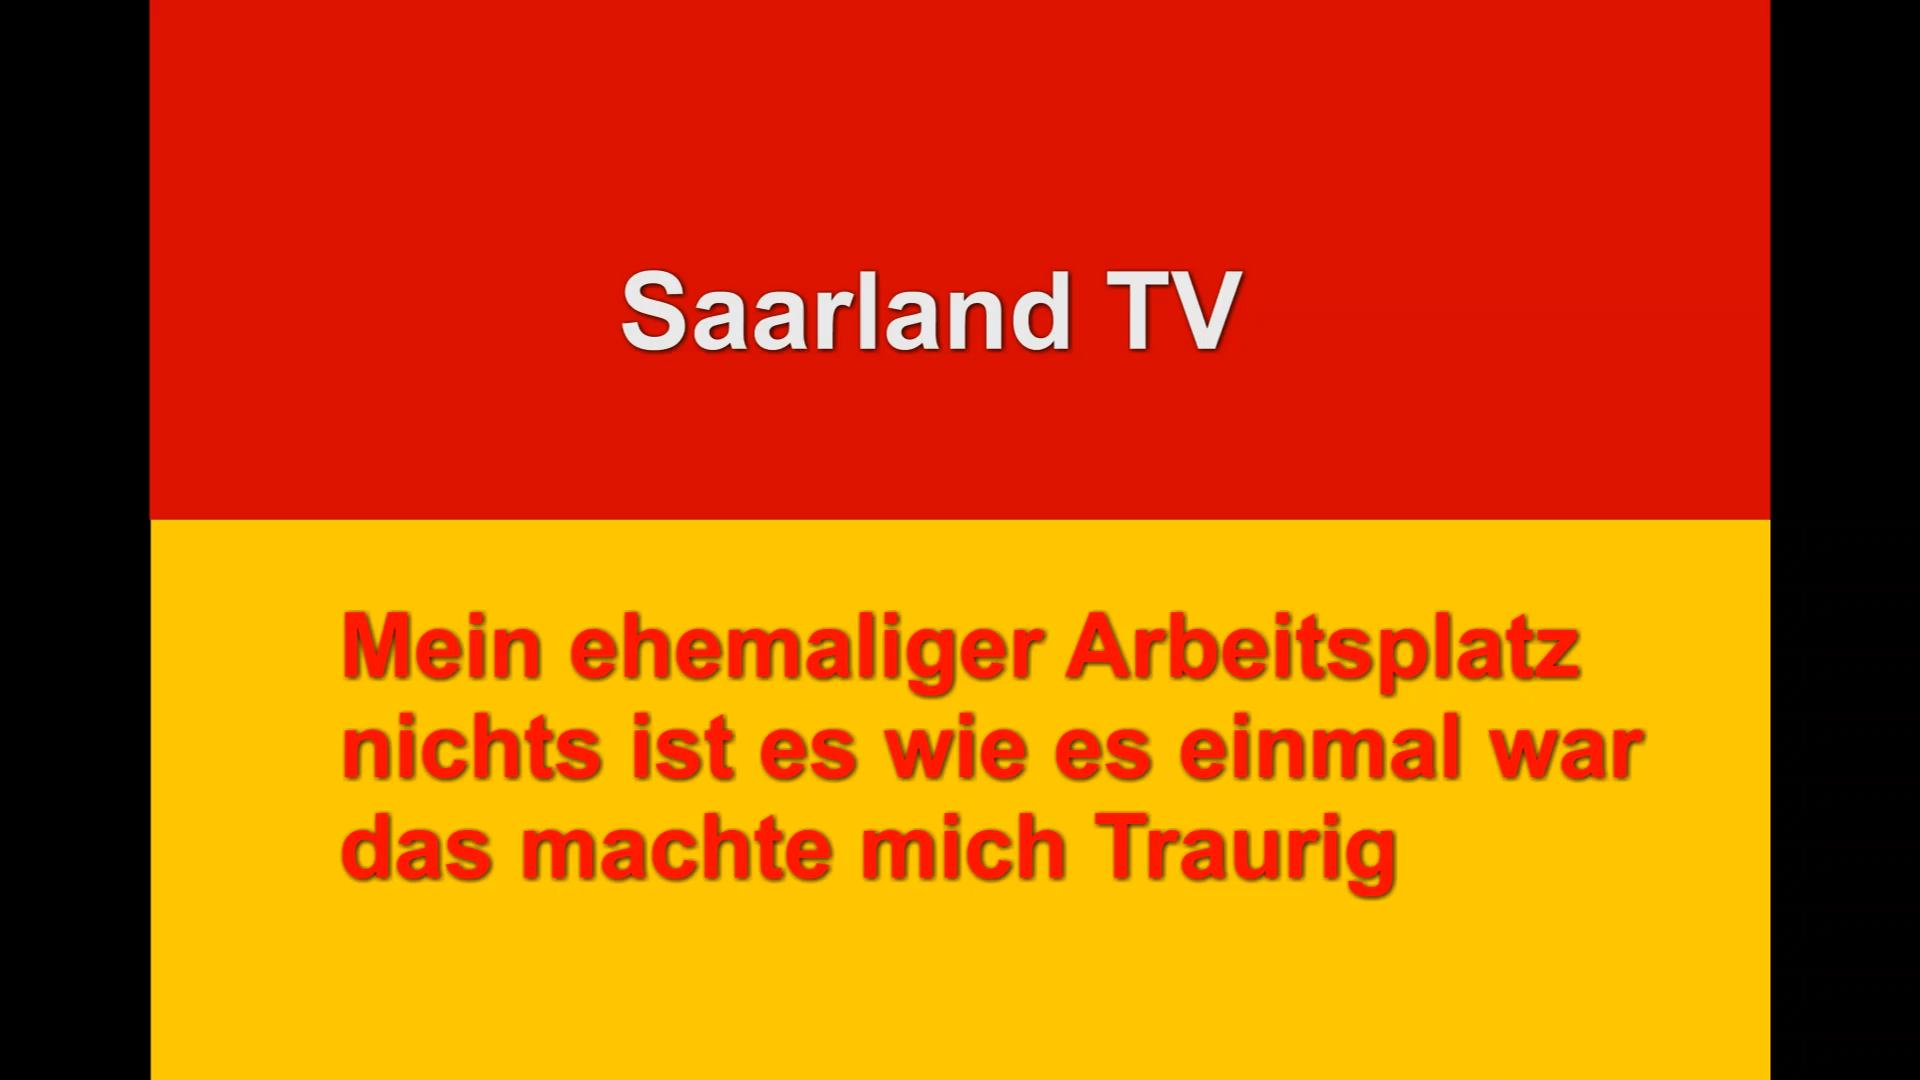 Saarland TV
Mein ehemaliger Arbeitsplatz
nichts ist es wie es einmal war
das machte mich Traurig